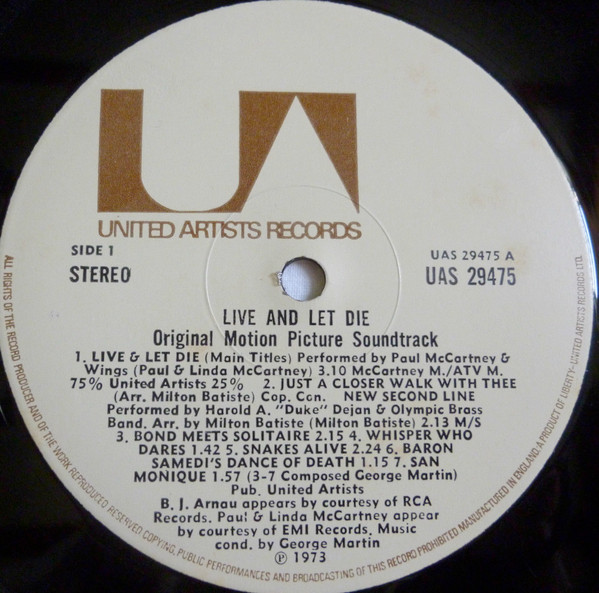 UA
UNITED ARTISTS RECORDS
SIDE 1
STEREO
UAS 29475 A
UAS 29475
LIVE AND LET DIE
Original Motion Picture Soundtrack
1. LIVE & LET DIE (Main Titles) Performed by Paul McCartney &
Wings (Paul & Linda McCartney) 3.10 McCartney M./ATV M.
75% United Artists 25% 2. JUST A CLOSER WALK WITH THEE
(Arr. Milton Batiste) Cop. Con. NEW SECOND LINE
Performed by Harold A. "Duke" Dejan & Olympic Brass
Band. Arr. by Milton Batiste (Milton Batiste) 2.13 M/S
3. BOND MEETS SOLITAIRE 2.15 4. WHISPER WHO
DARES 1.42 5. SNAKES ALIVE 2.24 6. BARON
SAMEDI'S DANCE OF DEATH 1.15 7. SAN
MONIQUE 1.57 (3-7 Composed George Martin)
Pub. United Artists
B. J. Arnau appears by courtesy of RCA
Records. Paul & Linda McCartney appear
by courtesy of EMI Records. Music
cond. by George Martin
℗ 1973
ALL RIGHTS OF THE RECORD PRODUCER AND OF THE OWNER OF THE WORK REPRODUCED RESERVED COPYING, PUBLIC PERFORMANCES AND BROADCASTING OF THIS RECORD PROHIBITED MANUFACTURED IN ENGLAND. A PRODUCT OF LIBERTY-UNITED ARTISTS RECORDS LTD.